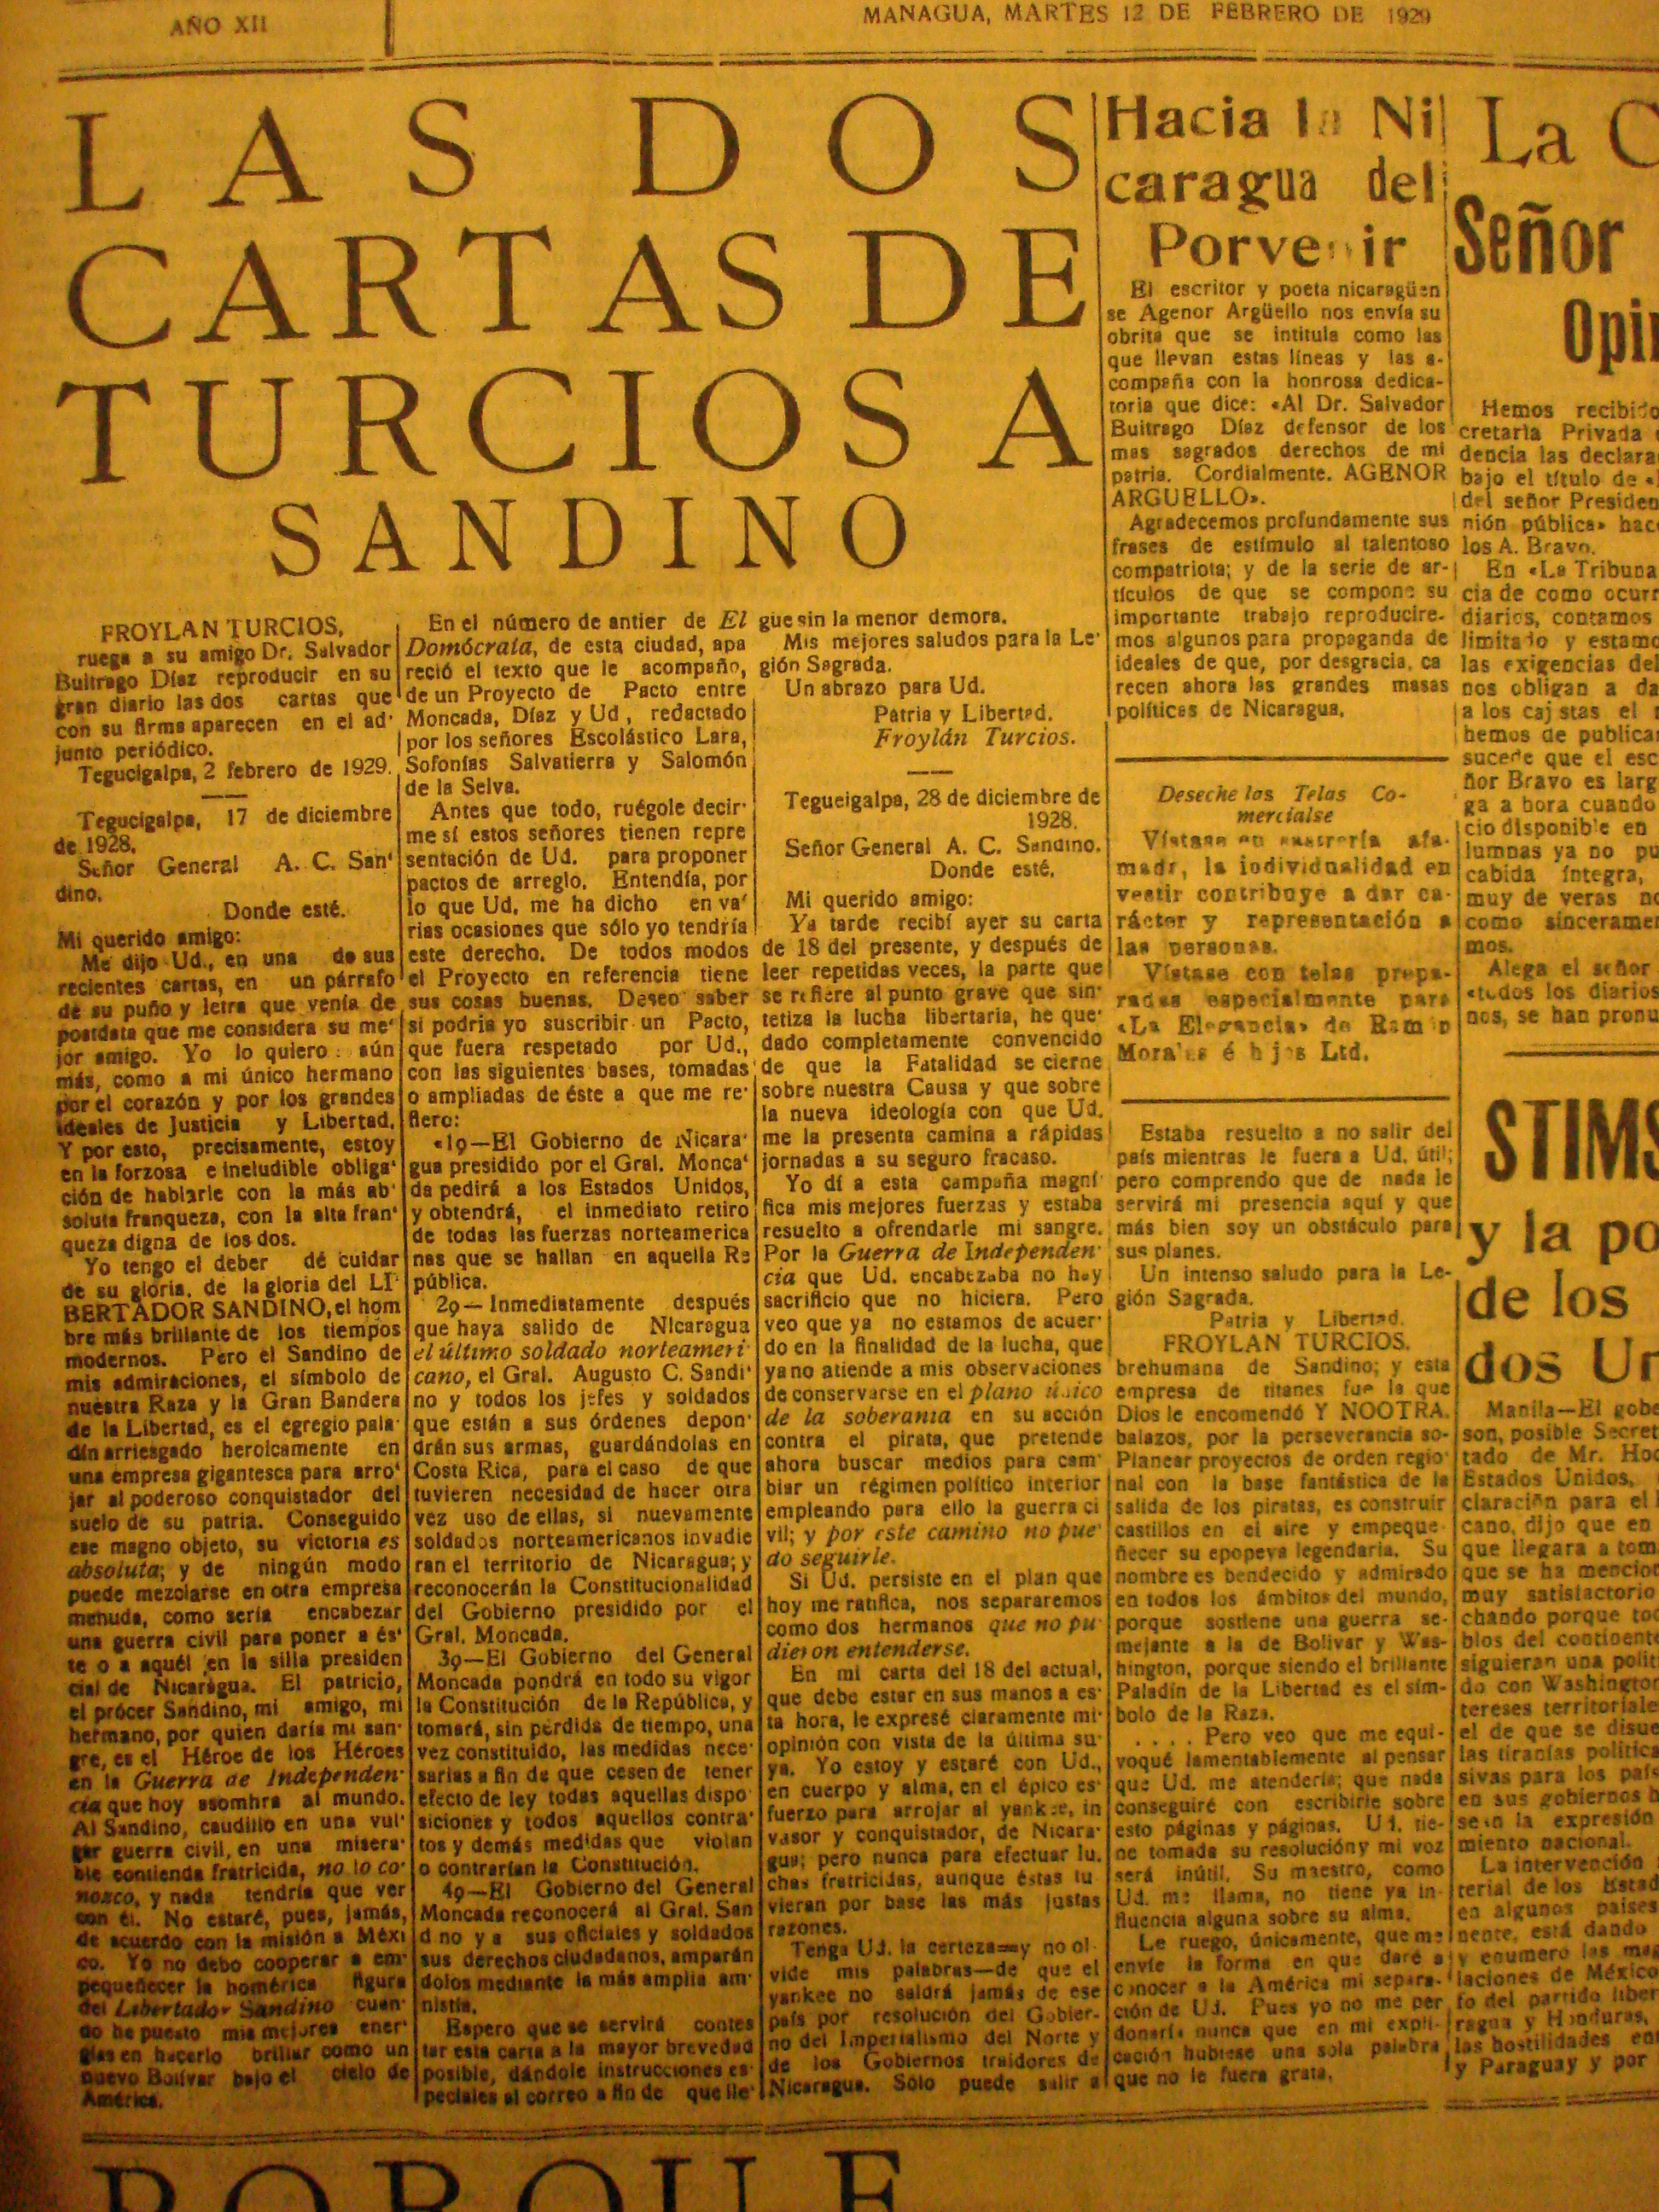 AÑO XII
MANAGUA, MARTES 12 DE FEBRERO DE 1929
LAS DOS
CARTAS DE
TURCIOS A
SANDINO
FROYLAN TURCIOS,
ruega a su amigo Dr. Salvador
Buitrago Díaz reproducir en su
gran diario las dos cartas que
con su firma aparecen en el ad-
junto periódico.
Tegucigalpa, 2 febrero de 1929.
Tegucigalpa, 17 de diciembre
de 1928.
Señor General A. C. San-
dino.
Donde esté.
Mi querido amigo:
Me dijo Ud., en una de sus
recientes cartas, en un párrafo
de su puño y letra que venía de
postdata que me considera su me-
jor amigo. Yo lo quiero aún
más, como a mi único hermano
por el corazón y por los grandes
ideales de Justicia y Libertad.
Y por esto, precisamente, estoy
en la forzosa e ineludible obliga-
ción de hablarle con la más ab-
soluta franqueza, con la alta fran-
queza digna de los dos.
Yo tengo el deber dé cuidar
de su gloria, de la gloria del LI-
BERTADOR SANDINO, el hom
bre más brillante de los tiempos
modernos. Pero el Sandino de
mis admiraciones, el símbolo de
nuestra Raza y la Gran Bandera
de la Libertad, es el egregio pala-
dín arriesgado heroicamente en
una empresa gigantesca para arro-
jar al poderoso conquistador del
suelo de su patria. Conseguido
ese magno objeto, su victoria es
absoluta; y de ningún modo
puede mezclarse en otra empresa
menuda, como sería encabezar
una guerra civil para poner a és-
te o a aquél en la silla presiden
cial de Nicaragua. El patricio,
el prócer Sandino, mi amigo, mi
hermano, por quien daría mi san-
gre, es el Héroe de los Héroes
en la Guerra de Independen-
cia que hoy asombra al mundo.
Al Sandino, caudillo en una vul-
gar guerra civil, en una misera-
ble contienda fratricida, no lo co-
nozco, y nada tendría que ver
con él. No estaré, pues, jamás,
de acuerdo con la misión a Méxi
co. Yo no debo cooperar a em-
pequeñecer la homérica figura
del Libertador Sandino cuan-
do he puesto mis mejores ener-
gías en hacerlo brillar como un
nuevo Bolívar bajo el cielo de
América.
En el número de antier de El
Domócrata, de esta ciudad, apa
reció el texto que le acompaño,
de un Proyecto de Pacto entre
Moncada, Díaz y Ud, redactado
por los señores Escolástico Lara,
Sofonías Salvatierra y Salomón
de la Selva.
Antes que todo, ruégole decir-
me sí estos señores tienen repre
sentación de Ud. para proponer
pactos de arreglo. Entendía, por
lo que Ud. me ha dicho en va-
rias ocasiones que sólo yo tendría
este derecho. De todos modos
el Proyecto en referencia tiene
sus cosas buenas. Deseo saber
si podría yo suscribir un Pacto,
que fuera respetado por Ud.,
con las siguientes bases, tomadas
o ampliadas de éste a que me re-
fiero:
«1º—El Gobierno de Nicara-
gua presidido por el Gral. Monca-
da pedirá a los Estados Unidos,
y obtendrá, el inmediato retiro
de todas las fuerzas norteamerica
nas que se hallan en aquella Re
pública.
2º—Inmediatamente después
que haya salido de Nicaragua
el último soldado norteameri
cano, el Gral. Augusto C. Sandi-
no y todos los jefes y soldados
que están a sus órdenes depon-
drán sus armas, guardándolas en
Costa Rica, para el caso de que
tuvieren necesidad de hacer otra
vez uso de ellas, si nuevamente
soldados norteamericanos invadie
ran el territorio de Nicaragua; y
reconocerán la Constitucionalidad
del Gobierno presidido por el
Gral. Moncada.
3º—El Gobierno del General
Moncada pondrá en todo su vigor
la Constitución de la República, y
tomará, sin pérdida de tiempo, una
vez constituido, las medidas nece-
sarias a fin de que cesen de tener
efecto de ley todas aquellas dispo
siciones y todos aquellos contra-
tos y demás medidas que violan
o contrarían la Constitución.
4º—El Gobierno del General
Moncada reconocerá al Gral. San
d no y a sus oficiales y soldados
sus derechos ciudadanos, amparán
dolos mediante la más amplia am-
nistía.
Espero que se servirá contes
tar esta carta a la mayor brevedad
posible, dándole instrucciones es-
peciales al correo a fin de que lle-
gue sin la menor demora.
Mis mejores saludos para la Le-
gión Sagrada.
Un abrazo para Ud.
Patria y Libertad.
Froylán Turcios.
Tegueigalpa, 28 de diciembre de
1928.
Señor General A. C. Sandino.
Donde esté.
Mi querido amigo:
Ya tarde recibí ayer su carta
de 18 del presente, y después de
leer repetidas veces, la parte que
se refiere al punto grave que sin-
tetiza la lucha libertaria, he que-
dado completamente convencido
de que la Fatalidad se cierne
sobre nuestra Causa y que sobre
la nueva ideología con que Ud.
me la presenta camina a rápidas
jornadas a su seguro fracaso.
Yo dí a esta campaña magní-
fica mis mejores fuerzas y estaba
resuelto a ofrendarle mi sangre.
Por la Guerra de Independen-
cia que Ud. encabezaba no hay
sacrificio que no hiciera. Pero
veo que ya no estamos de acuer-
do en la finalidad de la lucha, que
ya no atiende a mis observaciones
de conservarse en el plano único
de la soberanía en su acción
contra el pirata, que pretende
ahora buscar medios para cam-
biar un régimen político interior
empleando para ello la guerra ci
vil; y por este camino no pue-
do seguirle.
Si Ud. persiste en el plan que
hoy me ratifica, nos separaremos
como dos hermanos que no pu-
dieron entenderse.
En mi carta del 18 del actual,
que debe estar en sus manos a es-
ta hora, le expresé claramente mi
opinión con vista de la última su-
ya. Yo estoy y estaré con Ud.,
en cuerpo y alma, en el épico es-
fuerzo para arrojar al yankee, in
vasor y conquistador, de Nicara-
gua; pero nunca para efectuar lu-
chas fratricidas, aunque éstas tu
vieran por base las más justas
razones.
Tenga Ud. la certeza—y no ol-
vide mis palabras—de que el
yankee no saldrá jamás de ese
país por resolución del Gobier-
no del Imperialismo del Norte y
de los Gobiernos traidores de
Nicaragua. Sólo puede salir a
Hacia la Ni
caragua del
Porvenir
El escritor y poeta nicaragüen
se Agenor Argüello nos envía su
obrita que se intitula como las
que llevan estas líneas y las a-
compaña con la honrosa dedica-
toria que dice: «Al Dr. Salvador
Buitrago Díaz defensor de los
mas sagrados derechos de mi
patria. Cordialmente. AGENOR
ARGUELLO».
Agradecemos profundamente sus
frases de estímulo al talentoso
compatriota; y de la serie de ar-
tículos de que se compone su
importante trabajo reproducire-
mos algunos para propaganda de
ideales de que, por desgracia, ca
recen ahora las grandes masas
políticas de Nicaragua.
Deseche las Telas Co-
mercialse
Vístase en sastrería afa-
mada, la individualidad en
vestir contribuye a dar ca-
rácter y representación a
las personas.
Vístase con telas prepa-
radas especialmente para
«La Elegancia» de Ram n
Morales é h jos Ltd.
Estaba resuelto a no salir del
país mientras le fuera a Ud. útil;
pero comprendo que de nada le
servirá mi presencia aquí y que
más bien soy un obstáculo para
sus planes.
Un intenso saludo para la Le-
gión Sagrada.
Patria y Libertad.
FROYLAN TURCIOS.
brehumana de Sandino; y esta
empresa de titanes fue la que
Dios le encomendó Y NOOTRA.
balazos, por la perseverancia so-
Planear proyectos de orden regio-
nal con la base fantástica de la
salida de los piratas, es construir
castillos en el aire y empeque-
ñecer su epopeya legendaria. Su
nombre es bendecido y admirado
en todos los ámbitos del mundo,
porque sostiene una guerra se-
mejante a la de Bolívar y Was-
hington, porque siendo el brillante
Paladín de la Libertad es el sím-
bolo de la Raza.
. . . . Pero veo que me equi-
voqué lamentablemente al pensar
que Ud. me atendería; que nada
conseguiré con escribirle sobre
esto páginas y páginas. Ud. tie-
ne tomada su resolucióny mi voz
será inútil. Su maestro, como
Ud. me llama, no tiene ya in-
fluencia alguna sobre su alma.
Le ruego, únicamente, que me
envíe la forma en que daré a
conocer a la América mi separa-
ción de Ud. Pues yo no me per
donaría nunca que en mi expli-
cación hubiese una sola palabra
que no le fuera grata.
La C
Señor
Opi
Hemos recibido
cretaría Privada
dencia las declara
bajo el título de
del señor Presiden
nión pública» hac
los A. Bravo.
En «La Tribuna
cia de como ocurr
diarios, contamos
limitado y estamo
las exigencias del
nos obligan a da
a los caj stas el
hemos de publicar
sucede que el esc
ñor Bravo es larg
ga a hora cuando
cio disponible en
lumnas ya no pu
cabida íntegra,
muy de veras no
como sinceramen
mos.
Alega el señor
«todos los diarios
nos, se han pronu
STIMS
y la po
de los
dos Un
Manila—El gobe
son, posible Secret
tado de Mr. Hoo
Estados Unidos,
claración para el
cano, dijo que en
que llegara a tom
que se ha mencion
muy satisfactorio
chando porque tod
blos del continente
siguieran una polít
do con Washington
tereses territoriale
el de que se disue
las tiranías política
sivas para los país
en sus gobiernos h
sean la expresión
miento nacional.
La intervención
terial de los Estad
en algunos países
nente, está dando
y enumero las ma
laciones de México
fo del partido liber
ragua y Honduras,
las hostilidades en
y Paraguay y por
PORQUE